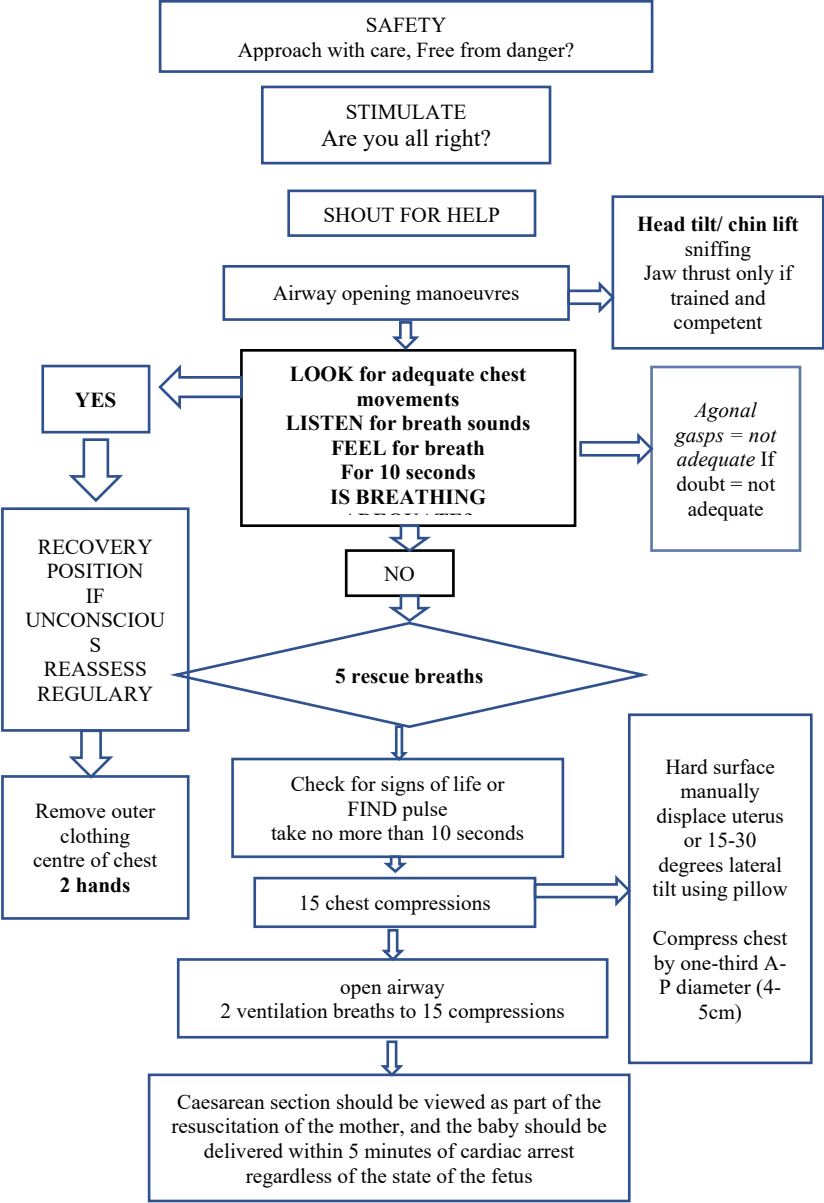 SAFETY
Approach with care, Free from danger?
STIMULATE
Are you all right?
SHOUT FOR HELP
Airway opening manoeuvres
Head tilt/ chin lift
sniffing
Jaw thrust only if
trained and
competent
LOOK for adequate chest
movements
LISTEN for breath sounds
FEEL for breath
For 10 seconds
IS BREATHING
YES
Agonal
gasps = not
adequate If
doubt = not
adequate
NO
RECOVERY
POSITION
IF
UNCONSCIOU
S
REASSESS
REGULARY
5 rescue breaths
Remove outer
clothing
centre of chest
2 hands
Check for signs of life or
FIND pulse
take no more than 10 seconds
15 chest compressions
Hard surface
manually
displace uterus
or 15-30
degrees lateral
tilt using pillow
Compress chest
by one-third A-
P diameter (4-
5cm)
open airway
2 ventilation breaths to 15 compressions
Caesarean section should be viewed as part of the
resuscitation of the mother, and the baby should be
delivered within 5 minutes of cardiac arrest
regardless of the state of the fetus